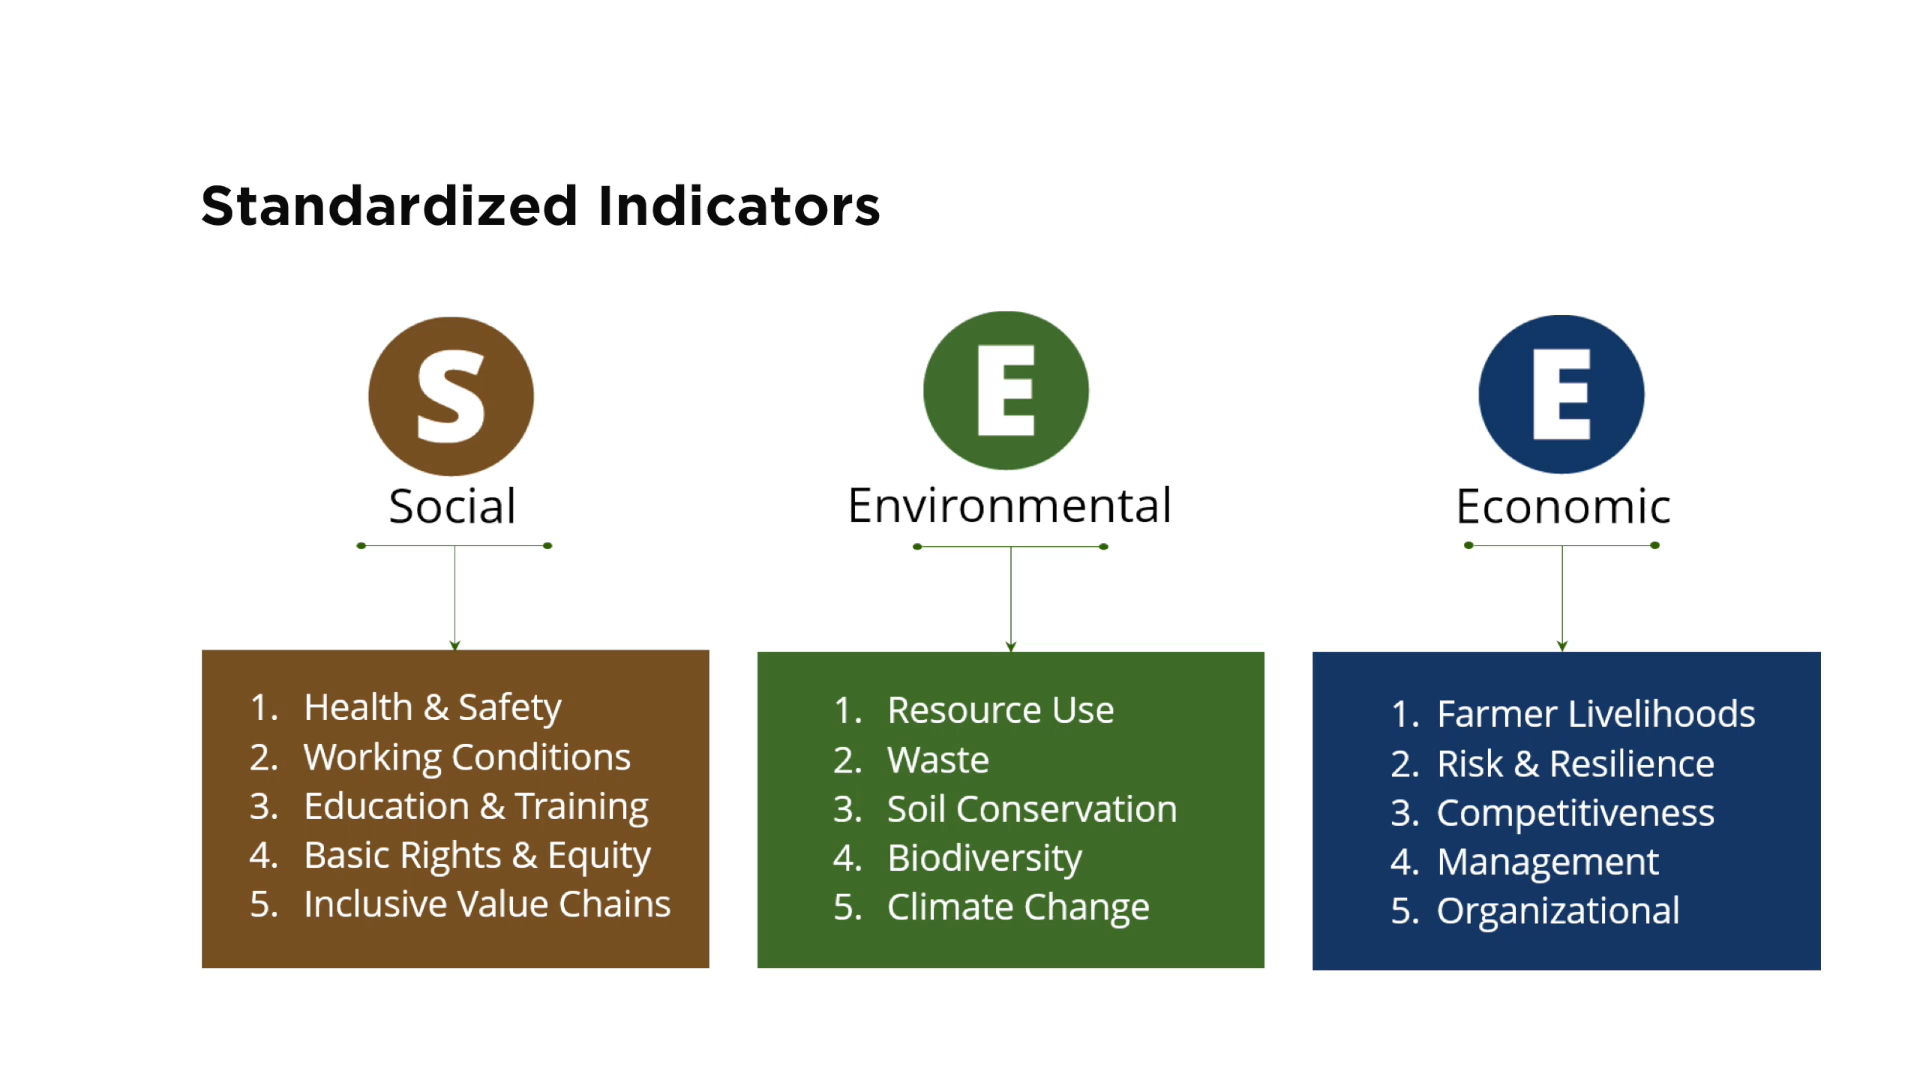 Standardized Indicators
S
Social
1. Health & Safety
2. Working Conditions
3. Education & Training
4. Basic Rights & Equity
5. Inclusive Value Chains
E
Environmental
1. Resource Use
2. Waste
3. Soil Conservation
4. Biodiversity
5. Climate Change
E
Economic
1. Farmer Livelihoods
2. Risk & Resilience
3. Competitiveness
4. Management
5. Organizational